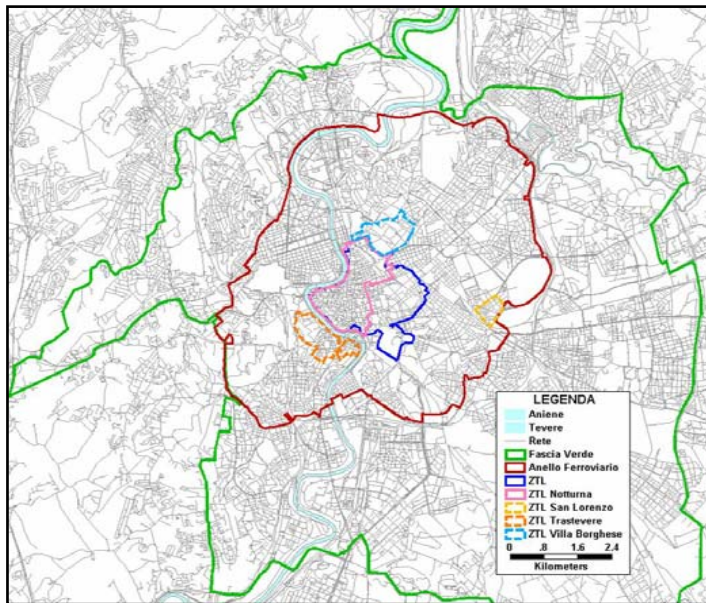 LEGENDA
Aniene
Tevere
Rete
Fascia Verde
Anello Ferroviario
ZTL
ZTL Notturna
ZTL San Lorenzo
ZTL Trastevere
ZTL Villa Borghese
0 .8 1.6 2.4
Kilometers